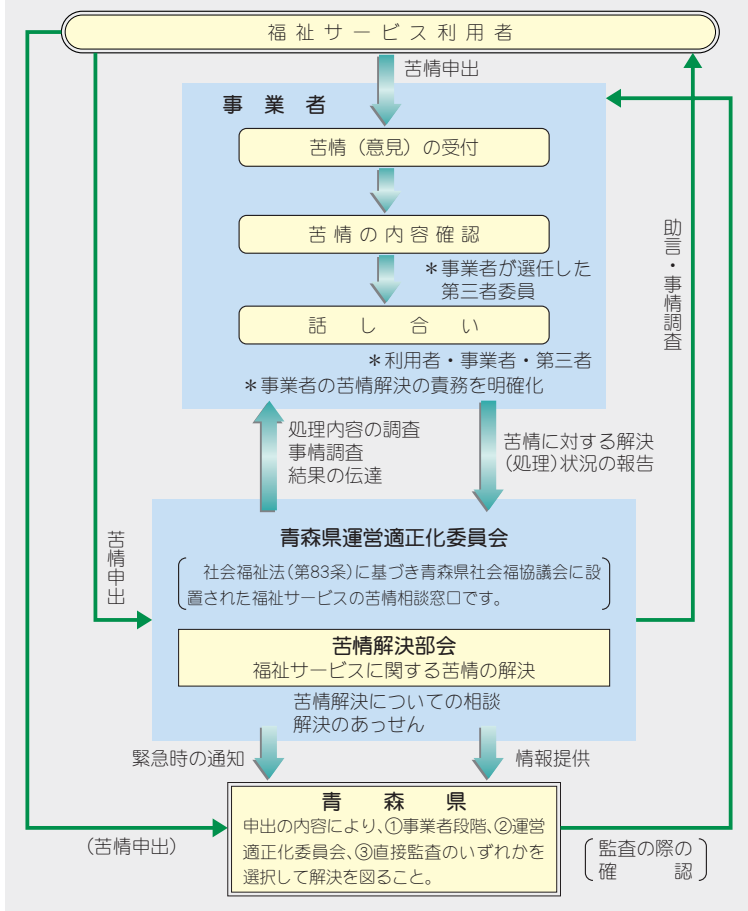 福祉サービス利用者
苦情申出
事業者
苦情（意見）の受付
苦情の内容確認
＊事業者が選任した
第三者委員
話し合い
＊利用者・事業者・第三者
＊事業者の苦情解決の責務を明確化
助言・事情調査
処理内容の調査
事情調査
結果の伝達
苦情に対する解決
(処理)状況の報告
苦情申出
青森県運営適正化委員会
社会福祉法(第83条)に基づき青森県社会福協議会に設
置された福祉サービスの苦情相談窓口です。
苦情解決部会
福祉サービスに関する苦情の解決
苦情解決についての相談
解決のあっせん
緊急時の通知
情報提供
青森県
申出の内容により、①事業者段階、②運営
適正化委員会、③直接監査のいずれかを
選択して解決を図ること。
(苦情申出)
監査の際の
確認